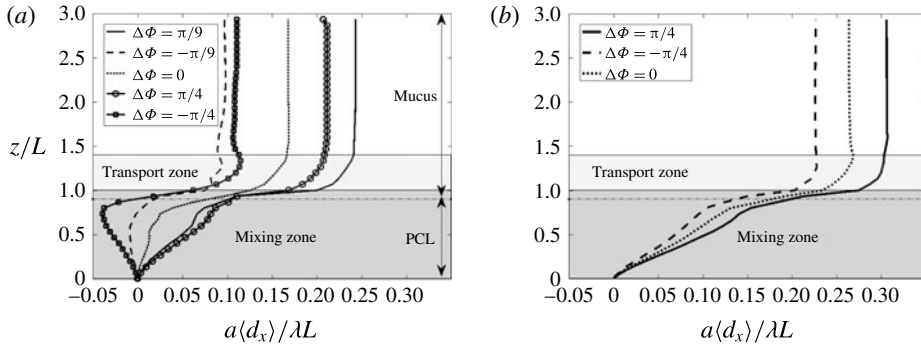 (a)
3.0
2.5
2.0
z/L
1.5
1.0
0.5
0
ΔΦ = π/9
ΔΦ = −π/9
ΔΦ = 0
ΔΦ = π/4
ΔΦ = −π/4
Mucus
Transport zone
Mixing zone
PCL
−0.05 0 0.05 0.10 0.15 0.20 0.25 0.30
a⟨d_x⟩/λL
(b)
3.0
2.5
2.0
1.5
1.0
0.5
0
ΔΦ = π/4
ΔΦ = −π/4
ΔΦ = 0
Transport zone
Mixing zone
−0.05 0 0.05 0.10 0.15 0.20 0.25 0.30
a⟨d_x⟩/λL